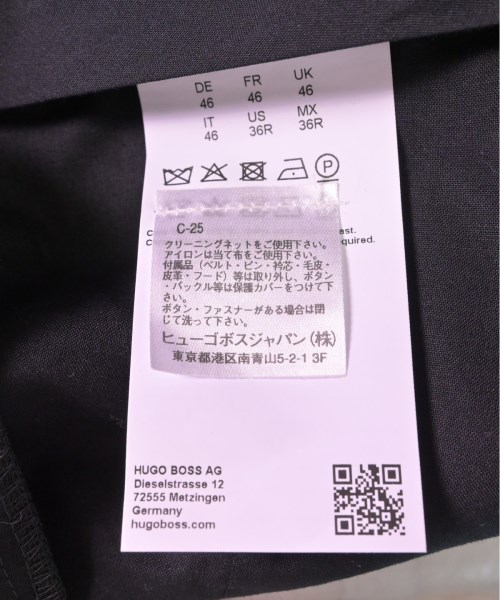 DE FR UK
46 46 46
IT US MX
46 36R 36R
P
C-25
クリーニングネットをご使用下さい。
アイロンは当て布をご使用下さい。
付属品（ベルト・ピン・衿芯・毛皮・
皮革・フード）等は取り外し、ボタン
・バックル等は保護カバーをつけて下
さい。
ボタン・ファスナーがある場合は閉
じて洗って下さい。
ヒューゴボスジャパン(株)
東京都港区南青山5-2-1 3F
HUGO BOSS AG
Dieselstrasse 12
72555 Metzingen
Germany
hugoboss.com